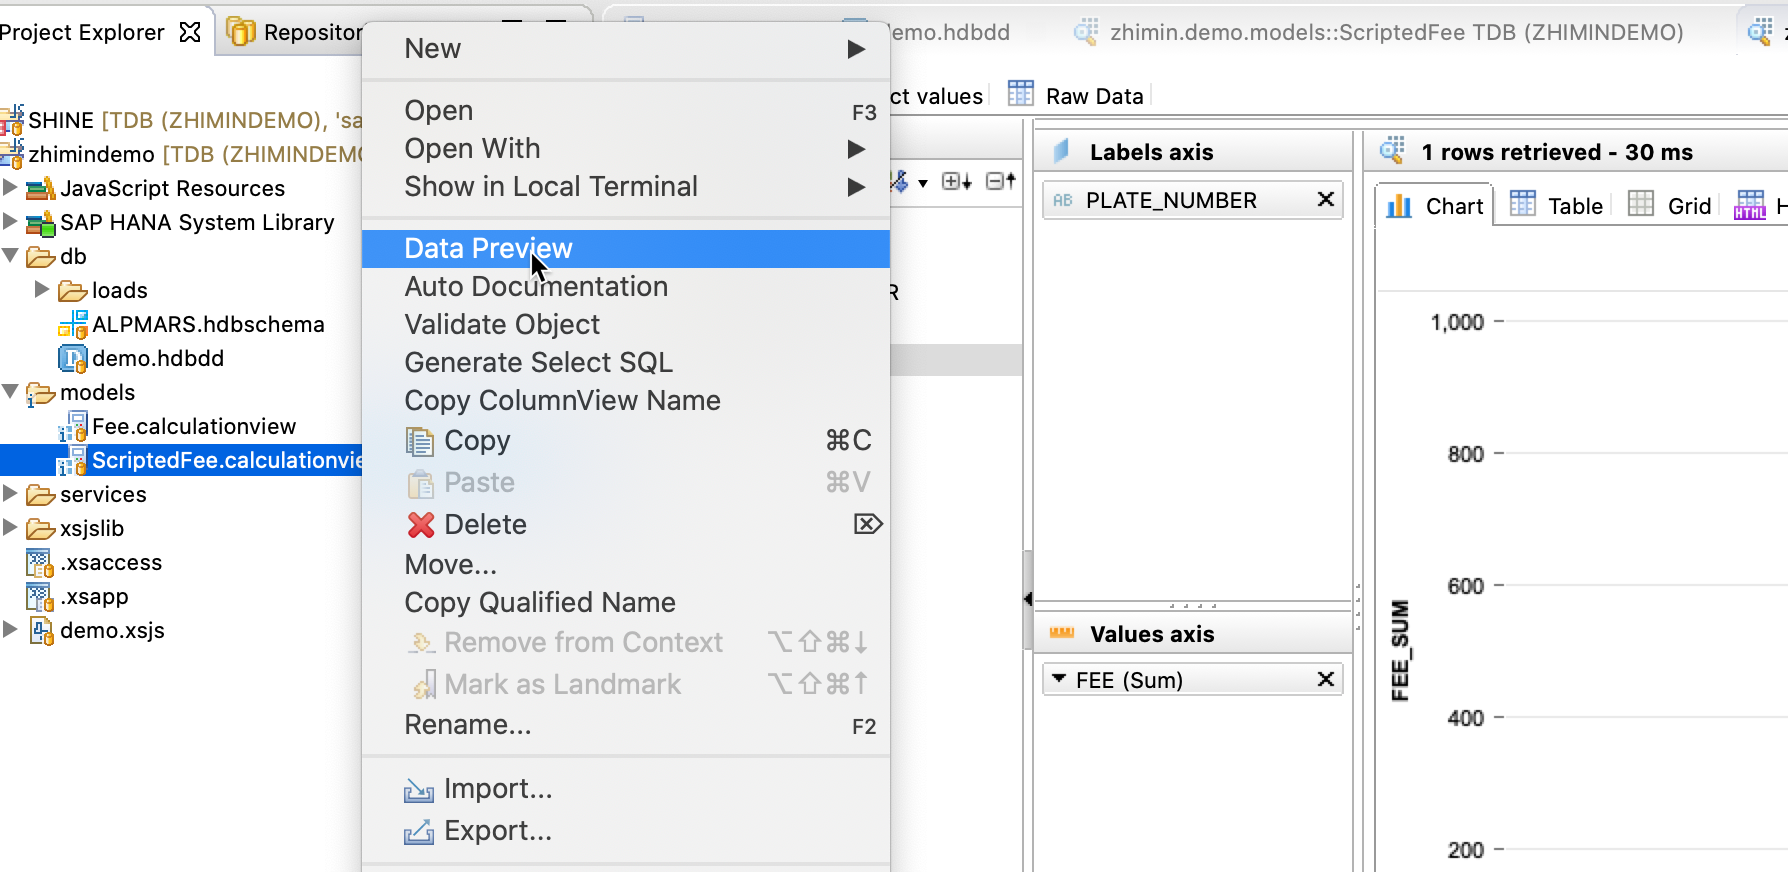 Project Explorer
Repositor
emo.hdbdd
zhimin.demo.models::ScriptedFee TDB (ZHIMINDEMO)
SHINE [TDB (ZHIMINDEMO), 'sa
zhimindemo [TDB (ZHIMINDEM
JavaScript Resources
SAP HANA System Library
db
loads
ALPMARS.hdbschema
demo.hdbdd
models
Fee.calculationview
ScriptedFee.calculationvie
services
xsjslib
.xsaccess
.xsapp
demo.xsjs
New
Open F3
Open With
Show in Local Terminal
Data Preview
Auto Documentation
Validate Object
Generate Select SQL
Copy ColumnView Name
Copy ⌘C
Paste ⌘V
Delete ⌦
Move...
Copy Qualified Name
Remove from Context ⌥⇧⌘↓
Mark as Landmark ⌥⇧⌘↑
Rename... F2
Import...
Export...
ct values
Raw Data
R
Labels axis
AB PLATE_NUMBER
Values axis
FEE (Sum)
1 rows retrieved - 30 ms
Chart
Table
Grid
HTML H
1,000
800
600
400
200
FEE_SUM